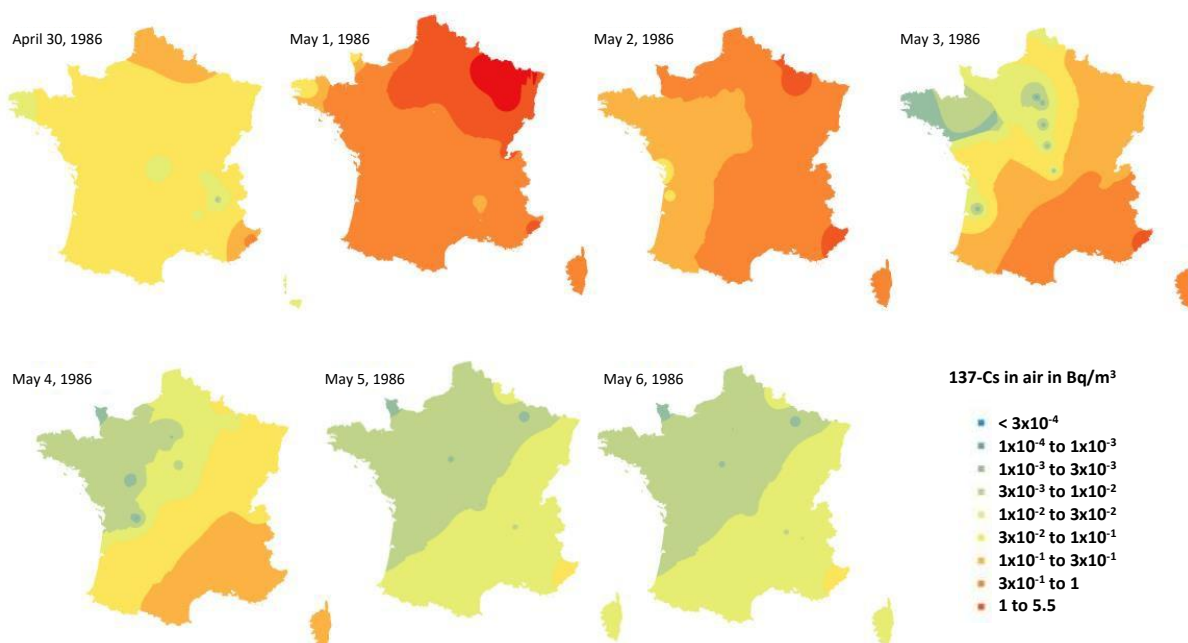 April 30, 1986
May 1, 1986
May 2, 1986
May 3, 1986
May 4, 1986
May 5, 1986
May 6, 1986
137-Cs in air in Bq/m³
< 3x10⁻⁴
1x10⁻⁴ to 1x10⁻³
1x10⁻³ to 3x10⁻³
3x10⁻³ to 1x10⁻²
1x10⁻² to 3x10⁻²
3x10⁻² to 1x10⁻¹
1x10⁻¹ to 3x10⁻¹
3x10⁻¹ to 1
1 to 5.5